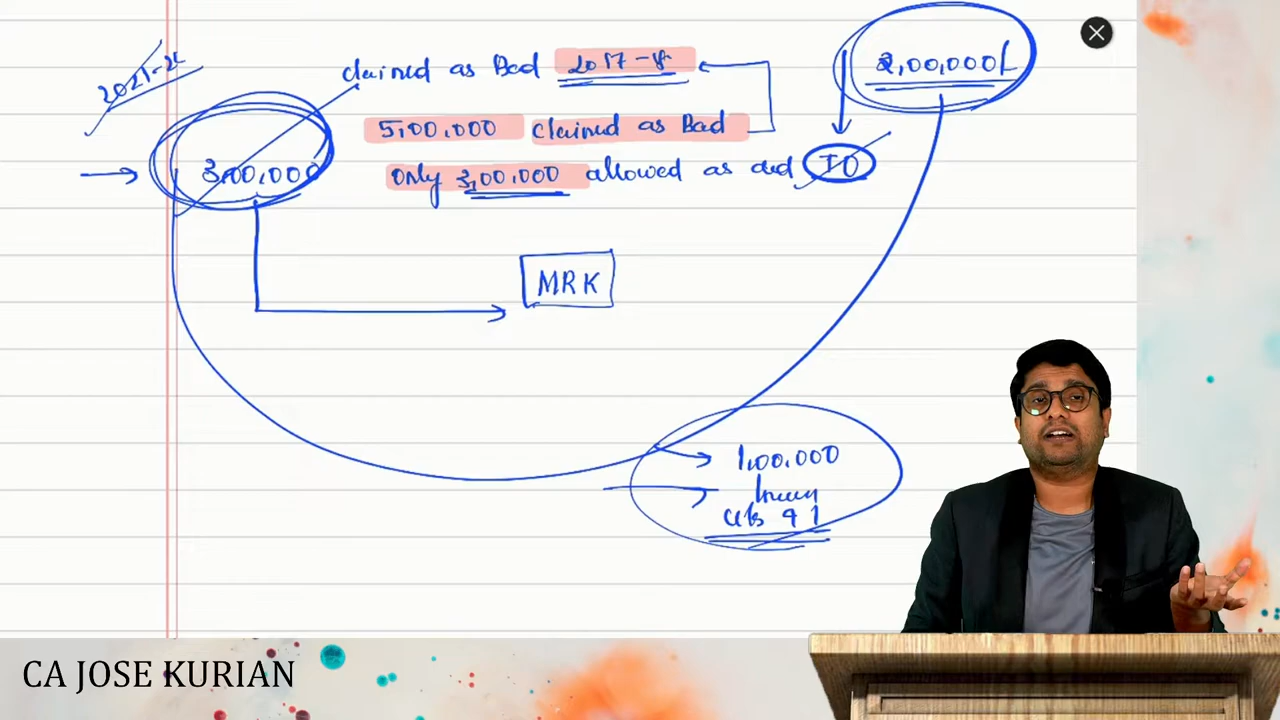 2021-22
claimed as Bad 2017-18
2,00,000/-
5,00,000 claimed as Bad
3,00,000
only 3,00,000 allowed as ded
MRK
1,00,000
u/s 41
CA JOSE KURIAN